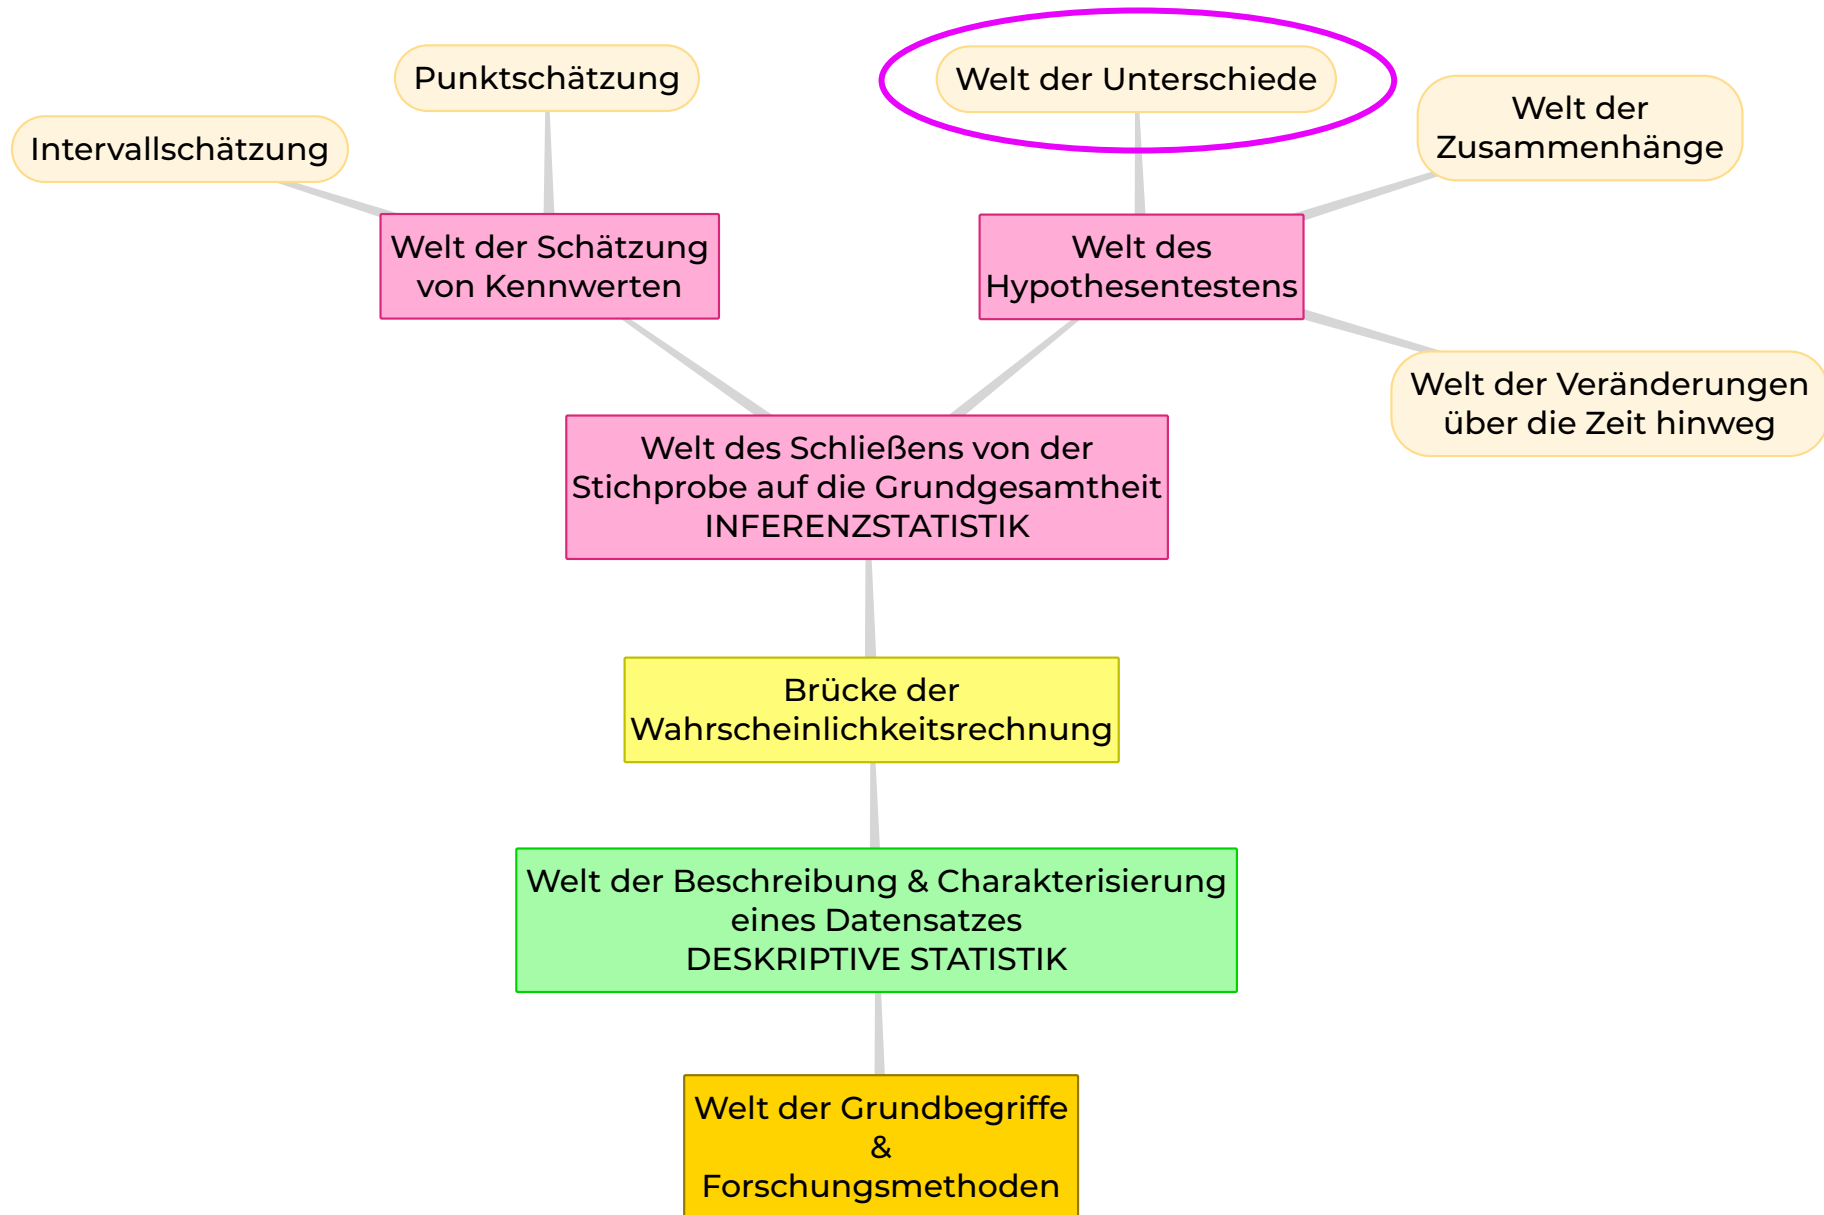 Punktschätzung
Welt der Unterschiede
Welt der
Zusammenhänge
Intervallschätzung
Welt der Schätzung
von Kennwerten
Welt des
Hypothesentestens
Welt der Veränderungen
über die Zeit hinweg
Welt des Schließens von der
Stichprobe auf die Grundgesamtheit
INFERENZSTATISTIK
Brücke der
Wahrscheinlichkeitsrechnung
Welt der Beschreibung & Charakterisierung
eines Datensatzes
DESKRIPTIVE STATISTIK
Welt der Grundbegriffe
&
Forschungsmethoden